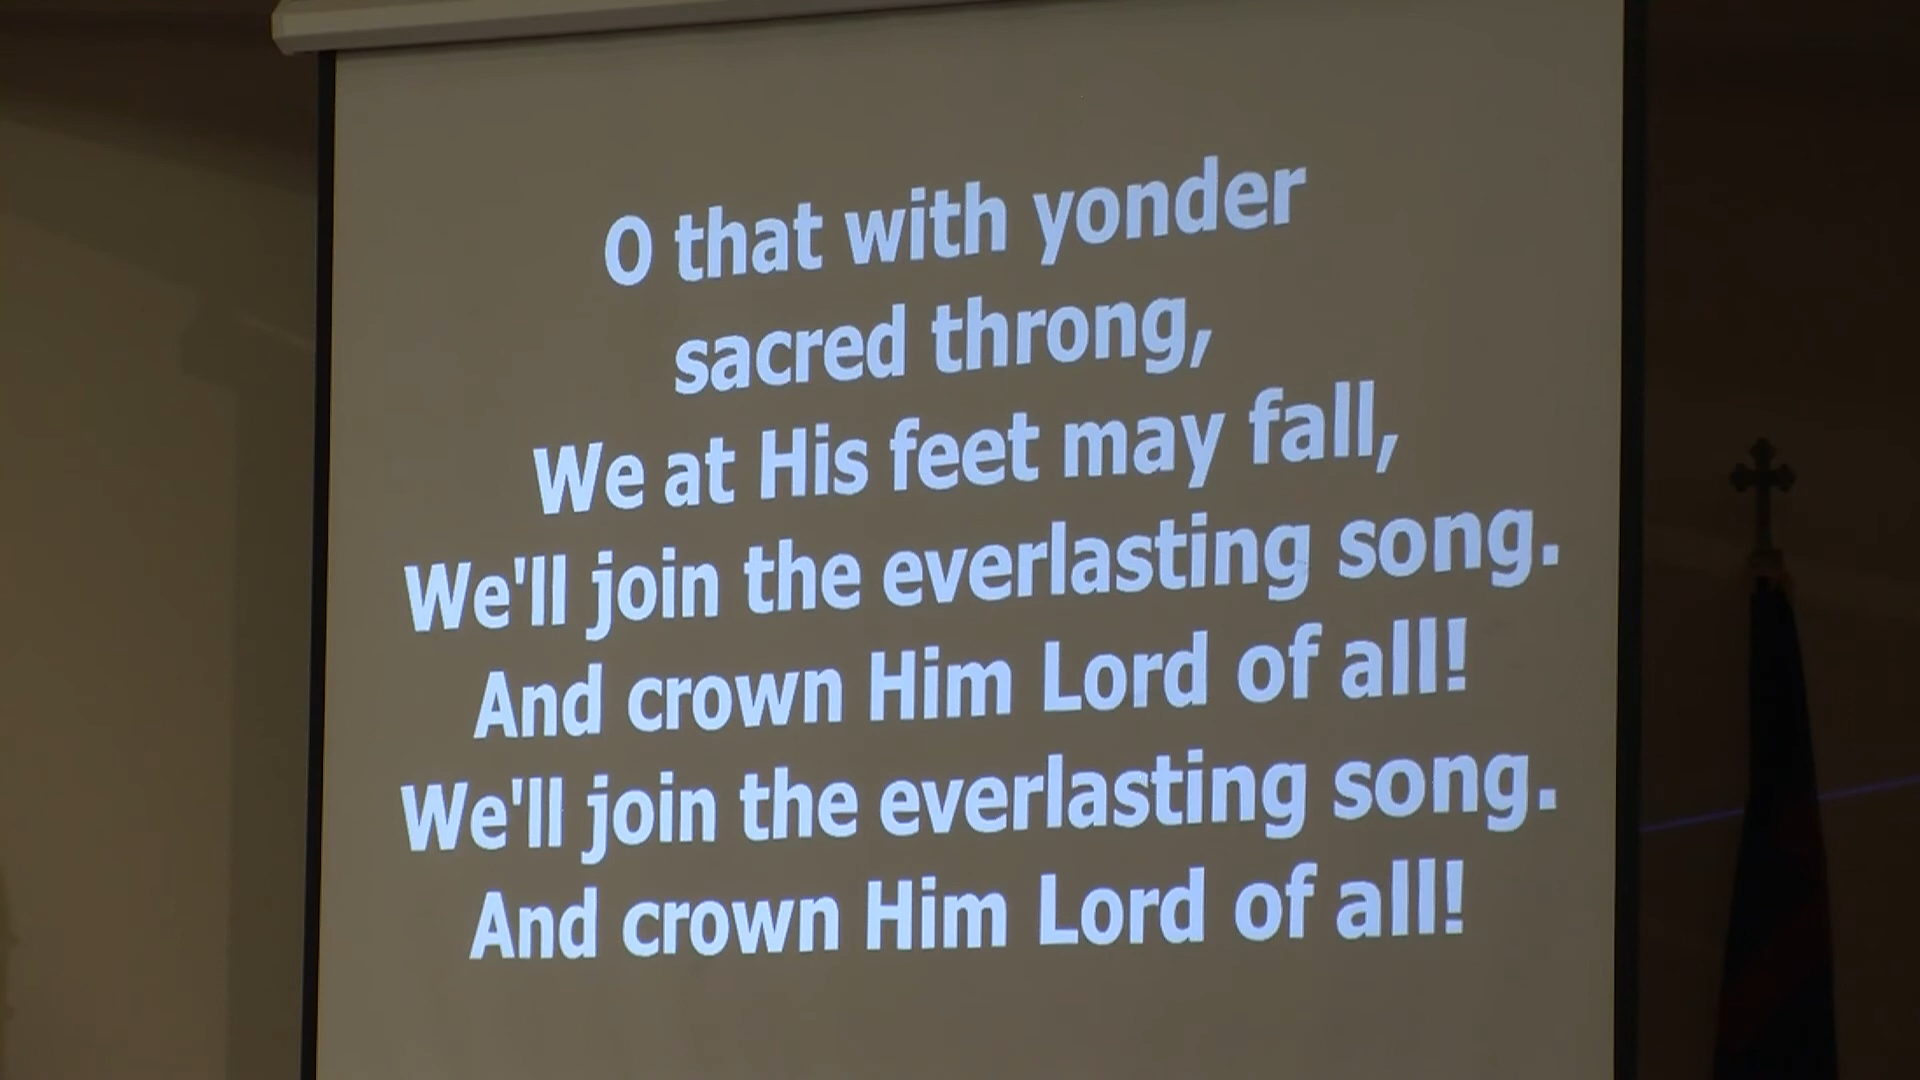 O that with yonder
sacred throng,
We at His feet may fall,
We'll join the everlasting song.
And crown Him Lord of all!
We'll join the everlasting song.
And crown Him Lord of all!